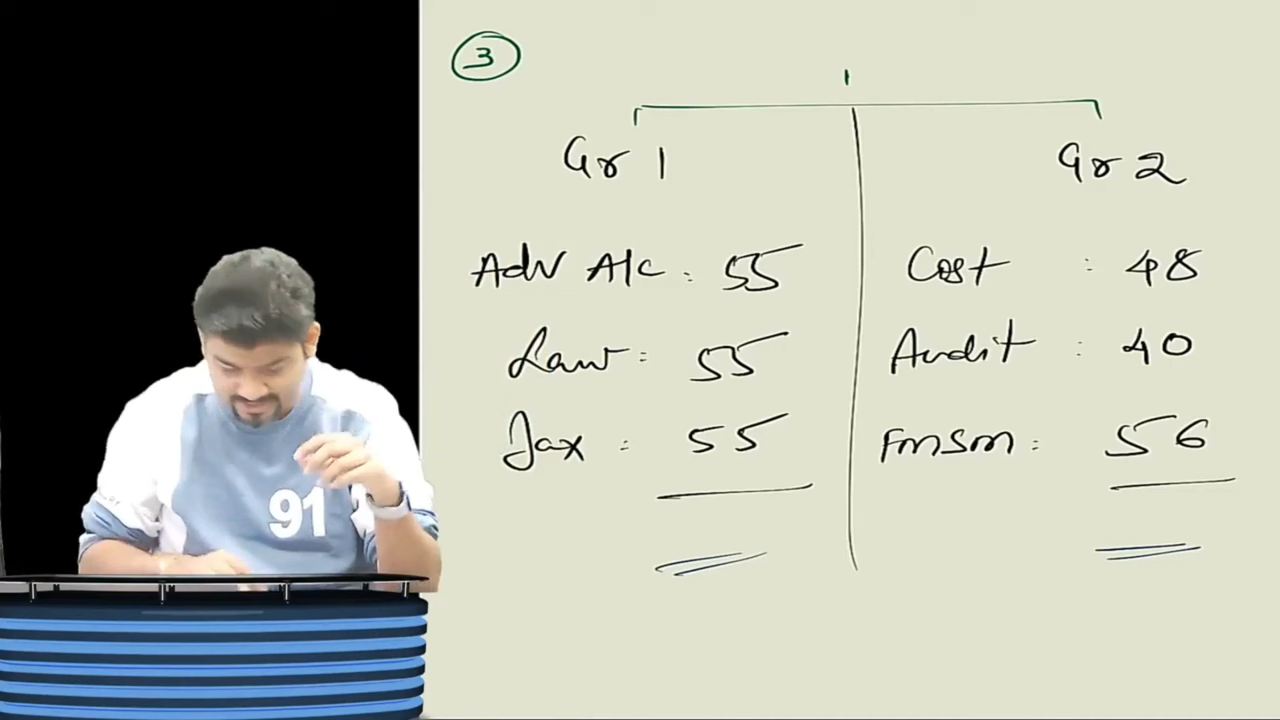 3
Gr 1
Gr 2
Adv A/c : 55
Cost : 48
Law : 55
Audit : 40
Tax : 55
FMSM : 56
91